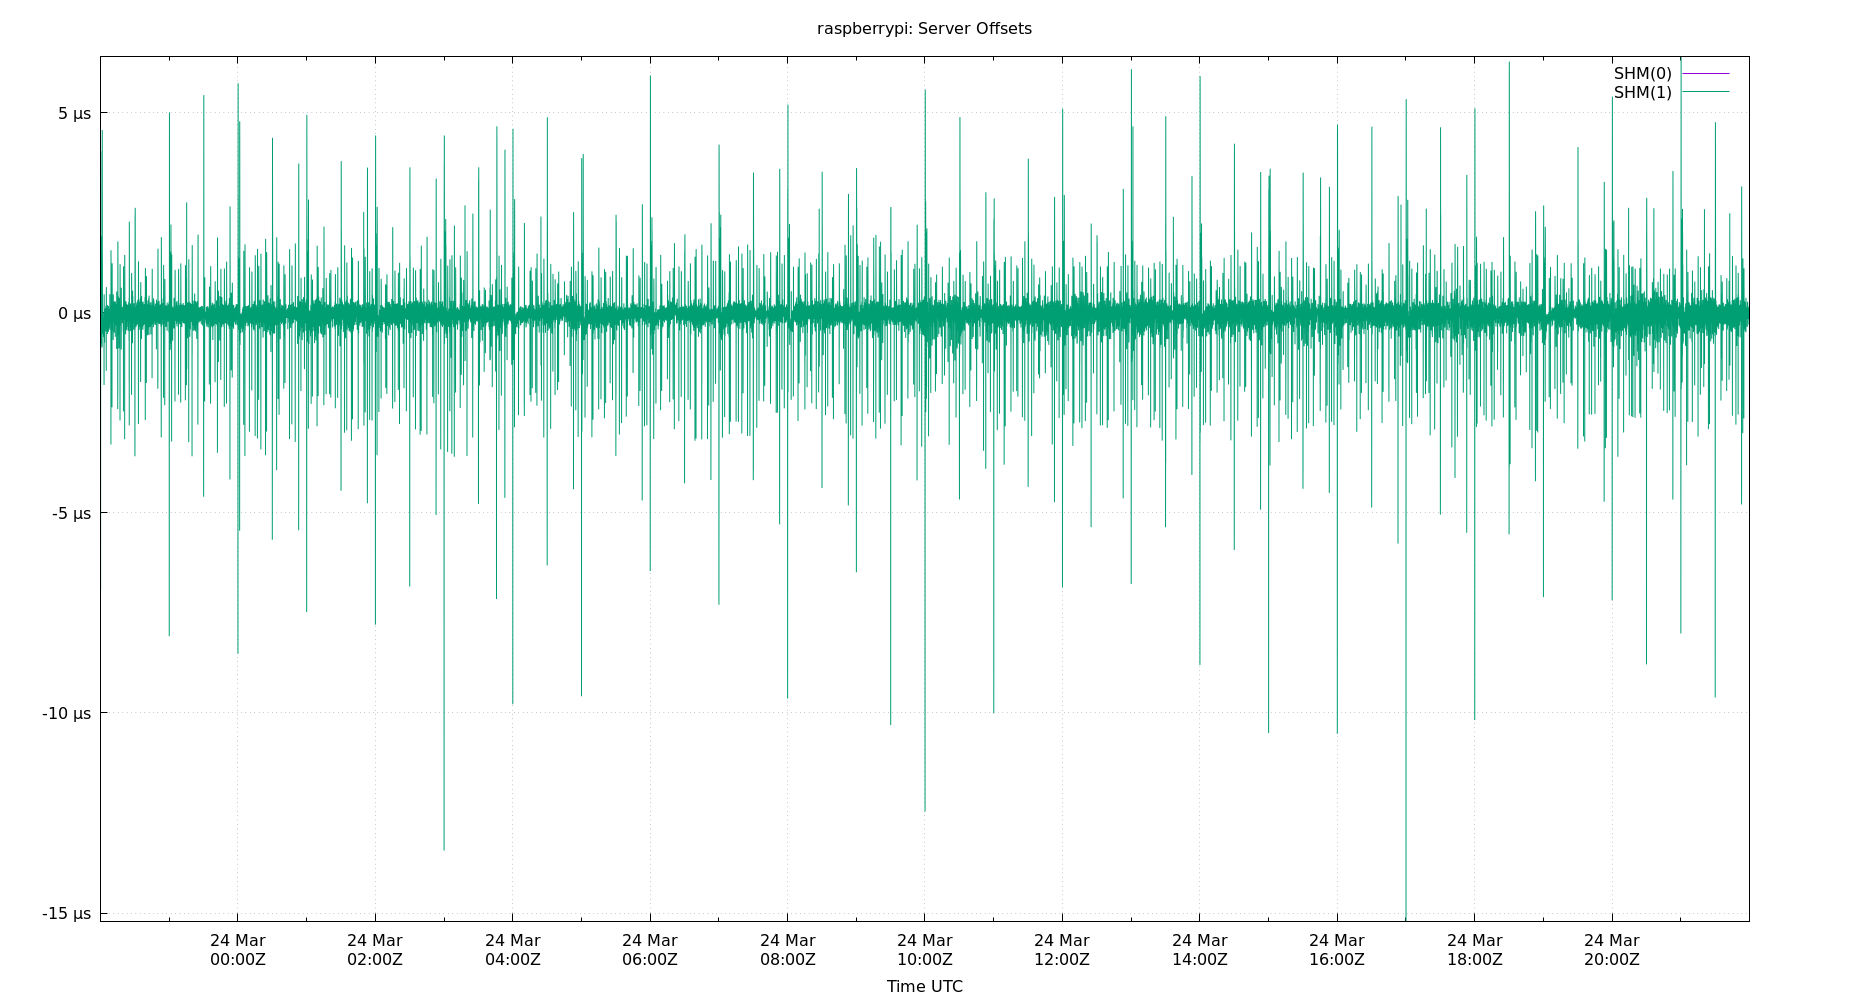 raspberrypi: Server Offsets
SHM(0)
SHM(1)
5 µs
0 µs
-5 µs
-10 µs
-15 µs
24 Mar 24 Mar 24 Mar 24 Mar 24 Mar 24 Mar 24 Mar 24 Mar 24 Mar 24 Mar 24 Mar
00:00Z 02:00Z 04:00Z 06:00Z 08:00Z 10:00Z 12:00Z 14:00Z 16:00Z 18:00Z 20:00Z
Time UTC